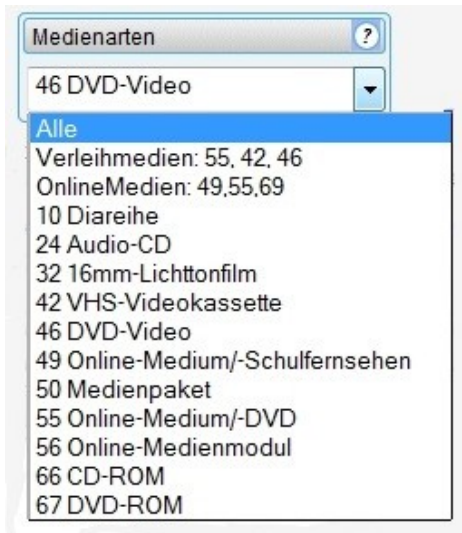 Medienarten ?
46 DVD-Video
Alle
Verleihmedien: 55, 42, 46
OnlineMedien: 49,55,69
10 Diareihe
24 Audio-CD
32 16mm-Lichttonfilm
42 VHS-Videokassette
46 DVD-Video
49 Online-Medium/-Schulfernsehen
50 Medienpaket
55 Online-Medium/-DVD
56 Online-Medienmodul
66 CD-ROM
67 DVD-ROM